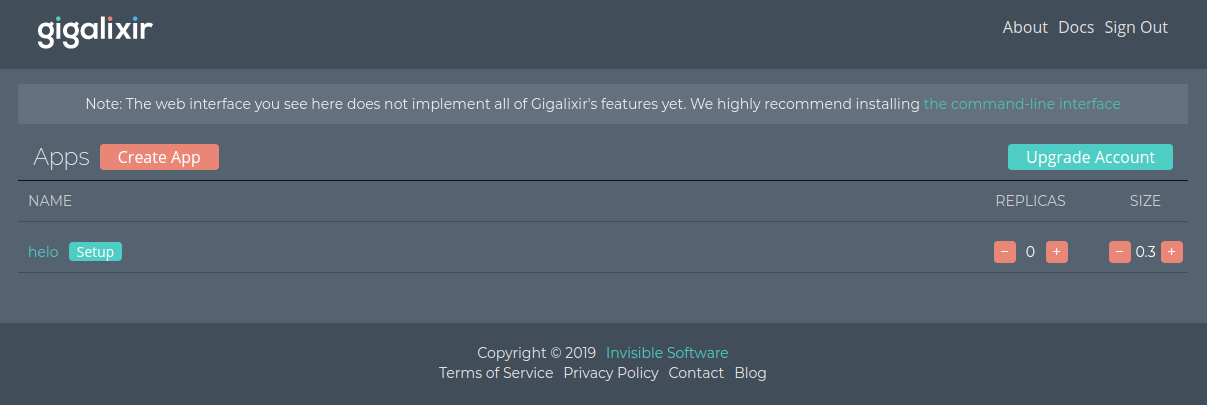 gigalixir
About Docs Sign Out
Note: The web interface you see here does not implement all of Gigalixir's features yet. We highly recommend installing the command-line interface
Apps Create App Upgrade Account
NAME REPLICAS SIZE
helo Setup − 0 + − 0.3 +
Copyright © 2019 Invisible Software
Terms of Service Privacy Policy Contact Blog